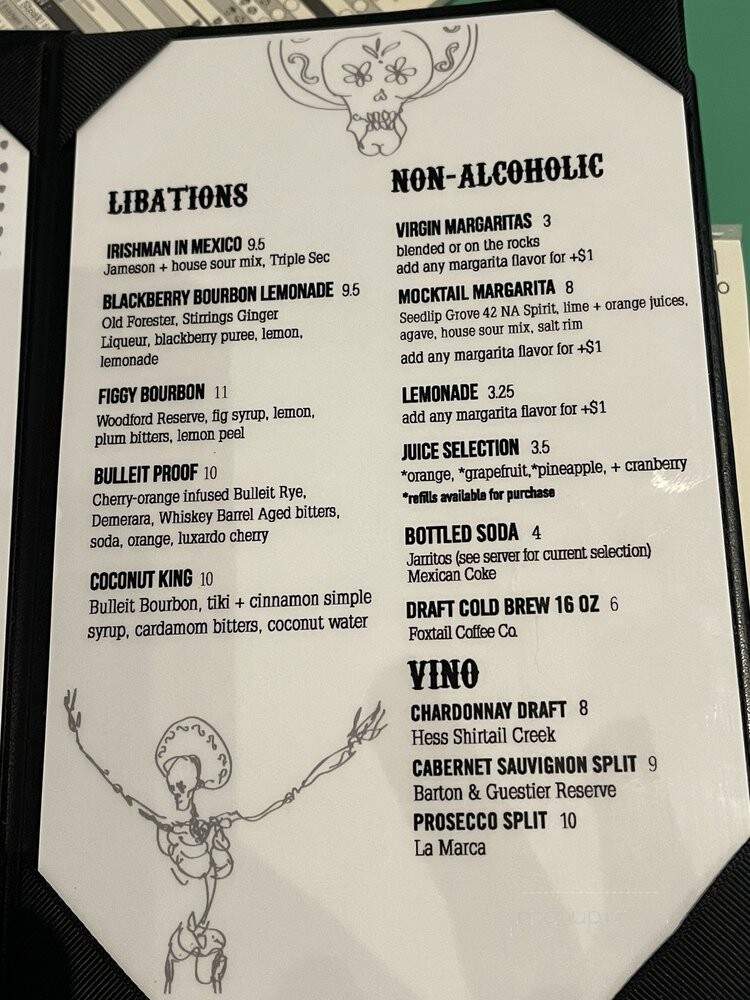 LIBATIONS
IRISHMAN IN MEXICO 9.5
Jameson + house sour mix, Triple Sec
BLACKBERRY BOURBON LEMONADE 9.5
Old Forester, Stirrings Ginger
Liqueur, blackberry puree, lemon,
lemonade
FIGGY BOURBON 11
Woodford Reserve, fig syrup, lemon,
plum bitters, lemon peel
BULLEIT PROOF 10
Cherry-orange infused Bulleit Rye,
Demerara, Whiskey Barrel Aged bitters,
soda, orange, luxardo cherry
COCONUT KING 10
Bulleit Bourbon, tiki + cinnamon simple
syrup, cardamom bitters, coconut water
NON-ALCOHOLIC
VIRGIN MARGARITAS 3
blended or on the rocks
add any margarita flavor for +$1
MOCKTAIL MARGARITA 8
Seedlip Grove 42 NA Spirit, lime + orange juices,
agave, house sour mix, salt rim
add any margarita flavor for +$1
LEMONADE 3.25
add any margarita flavor for +$1
JUICE SELECTION 3.5
*orange, *grapefruit,*pineapple, + cranberry
*refills available for purchase
BOTTLED SODA 4
Jarritos (see server for current selection)
Mexican Coke
DRAFT COLD BREW 16 OZ 6
Foxtail Coffee Co.
VINO
CHARDONNAY DRAFT 8
Hess Shirtail Creek
CABERNET SAUVIGNON SPLIT 9
Barton & Guestier Reserve
PROSECCO SPLIT 10
La Marca